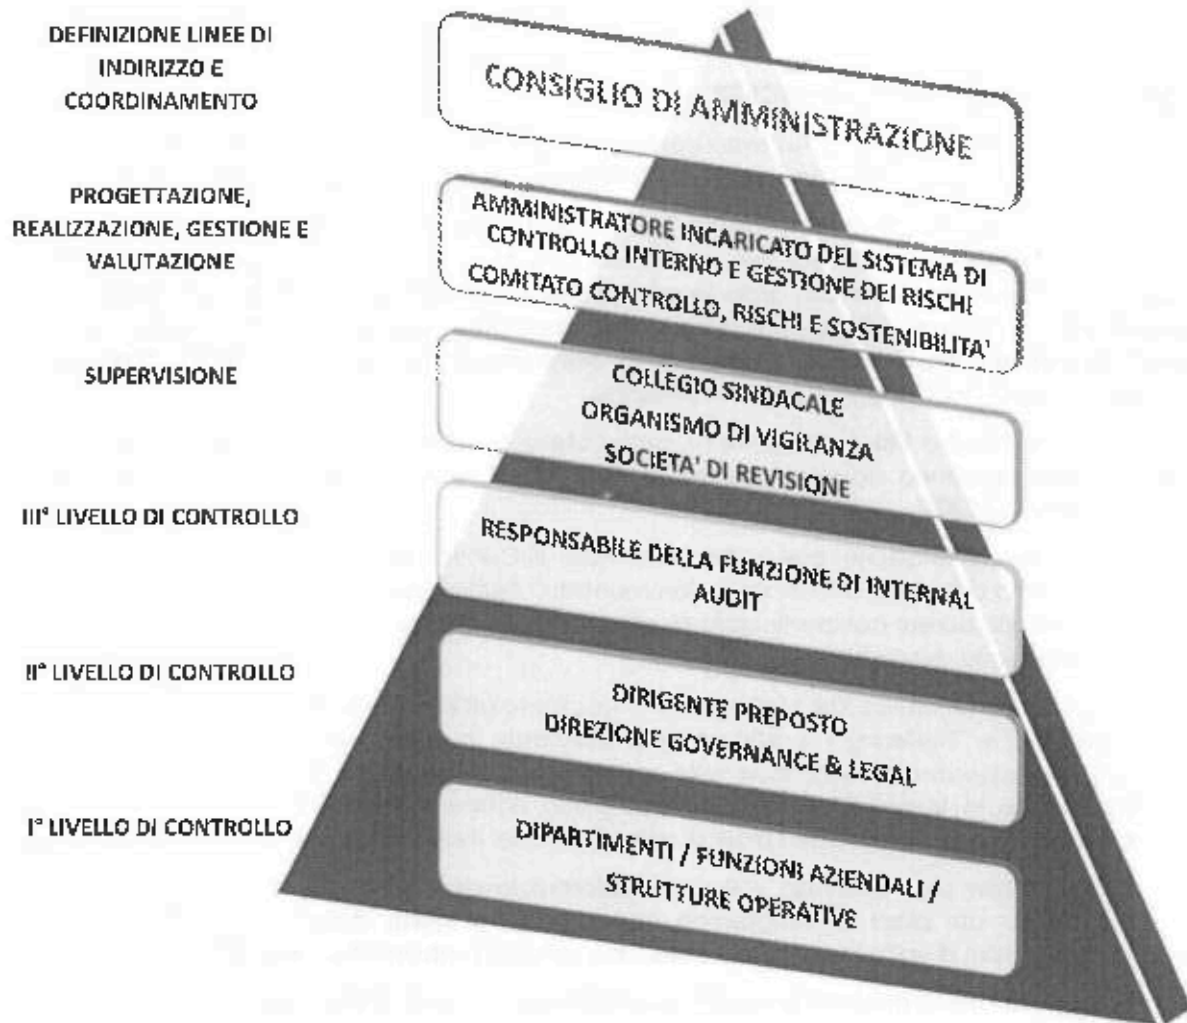 DEFINIZIONE LINEE DI
INDIRIZZO E
COORDINAMENTO
CONSIGLIO DI AMMINISTRAZIONE
PROGETTAZIONE,
REALIZZAZIONE, GESTIONE E
VALUTAZIONE
AMMINISTRATORE INCARICATO DEL SISTEMA DI
CONTROLLO INTERNO E GESTIONE DEI RISCHI
COMITATO CONTROLLO, RISCHI E SOSTENIBILITA'
SUPERVISIONE
COLLEGIO SINDACALE
ORGANISMO DI VIGILANZA
SOCIETA' DI REVISIONE
III° LIVELLO DI CONTROLLO
RESPONSABILE DELLA FUNZIONE DI INTERNAL
AUDIT
II° LIVELLO DI CONTROLLO
DIRIGENTE PREPOSTO
DIREZIONE GOVERNANCE & LEGAL
I° LIVELLO DI CONTROLLO
DIPARTIMENTI / FUNZIONI AZIENDALI /
STRUTTURE OPERATIVE